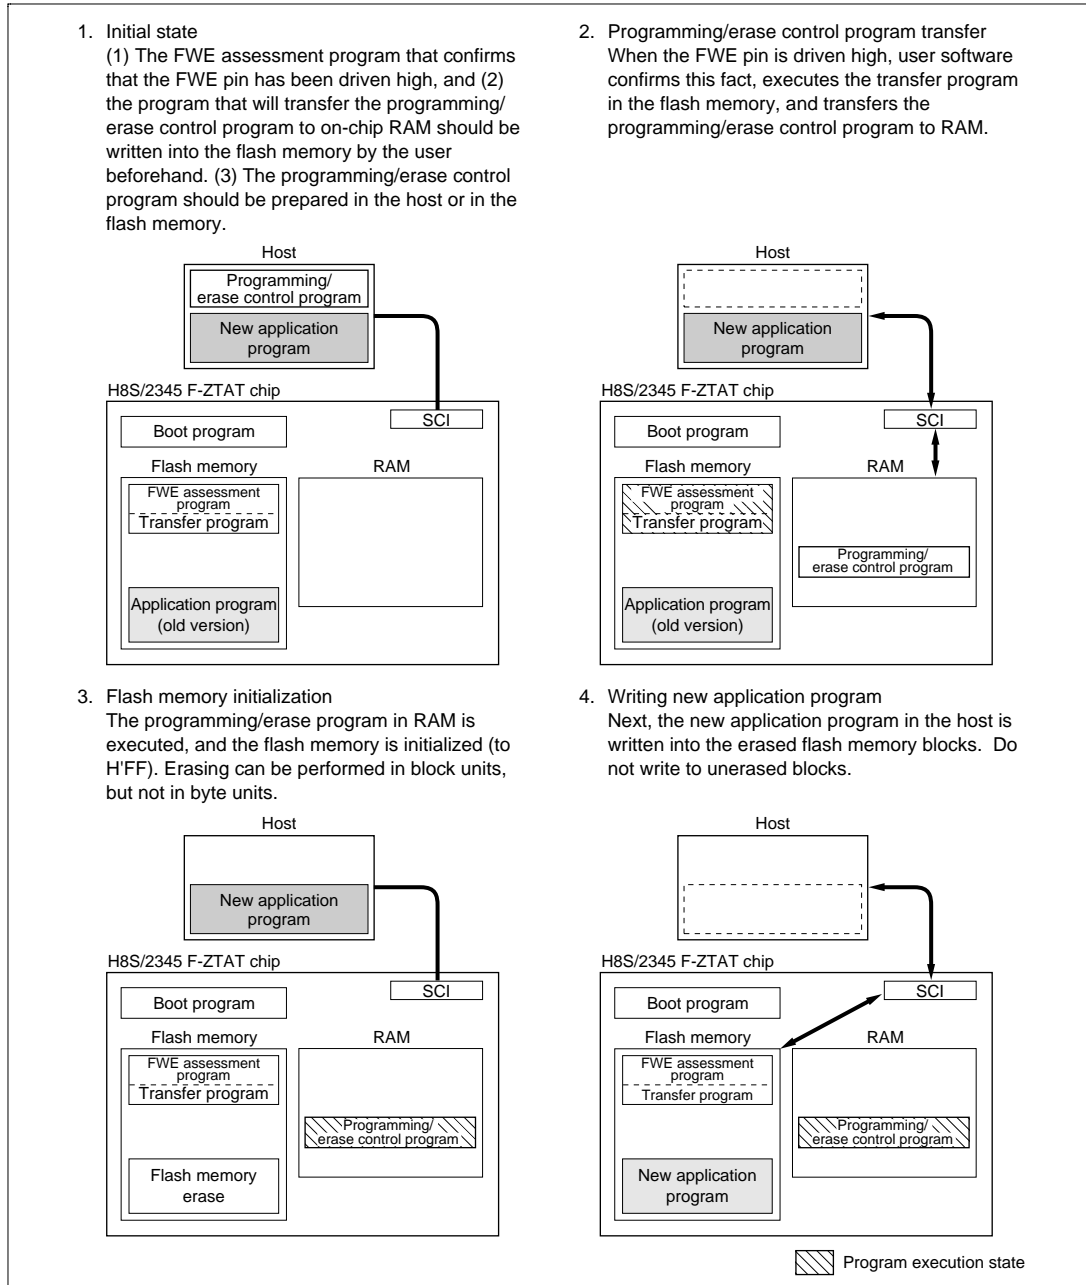 1. Initial state
(1) The FWE assessment program that confirms
that the FWE pin has been driven high, and (2)
the program that will transfer the programming/
erase control program to on-chip RAM should be
written into the flash memory by the user
beforehand. (3) The programming/erase control
program should be prepared in the host or in the
flash memory.
Host
Programming/
erase control program
New application
program
H8S/2345 F-ZTAT chip
SCI
Boot program
Flash memory
RAM
FWE assessment
program
Transfer program
Application program
(old version)
2. Programming/erase control program transfer
When the FWE pin is driven high, user software
confirms this fact, executes the transfer program
in the flash memory, and transfers the
programming/erase control program to RAM.
Host
New application
program
H8S/2345 F-ZTAT chip
SCI
Boot program
Flash memory
RAM
FWE assessment
program
Transfer program
Programming/
erase control program
Application program
(old version)
3. Flash memory initialization
The programming/erase program in RAM is
executed, and the flash memory is initialized (to
H'FF). Erasing can be performed in block units,
but not in byte units.
Host
New application
program
H8S/2345 F-ZTAT chip
SCI
Boot program
Flash memory
RAM
FWE assessment
program
Transfer program
Programming/
erase control program
Flash memory
erase
4. Writing new application program
Next, the new application program in the host is
written into the erased flash memory blocks. Do
not write to unerased blocks.
Host
H8S/2345 F-ZTAT chip
SCI
Boot program
Flash memory
RAM
FWE assessment
program
Transfer program
Programming/
erase control program
New application
program
Program execution state